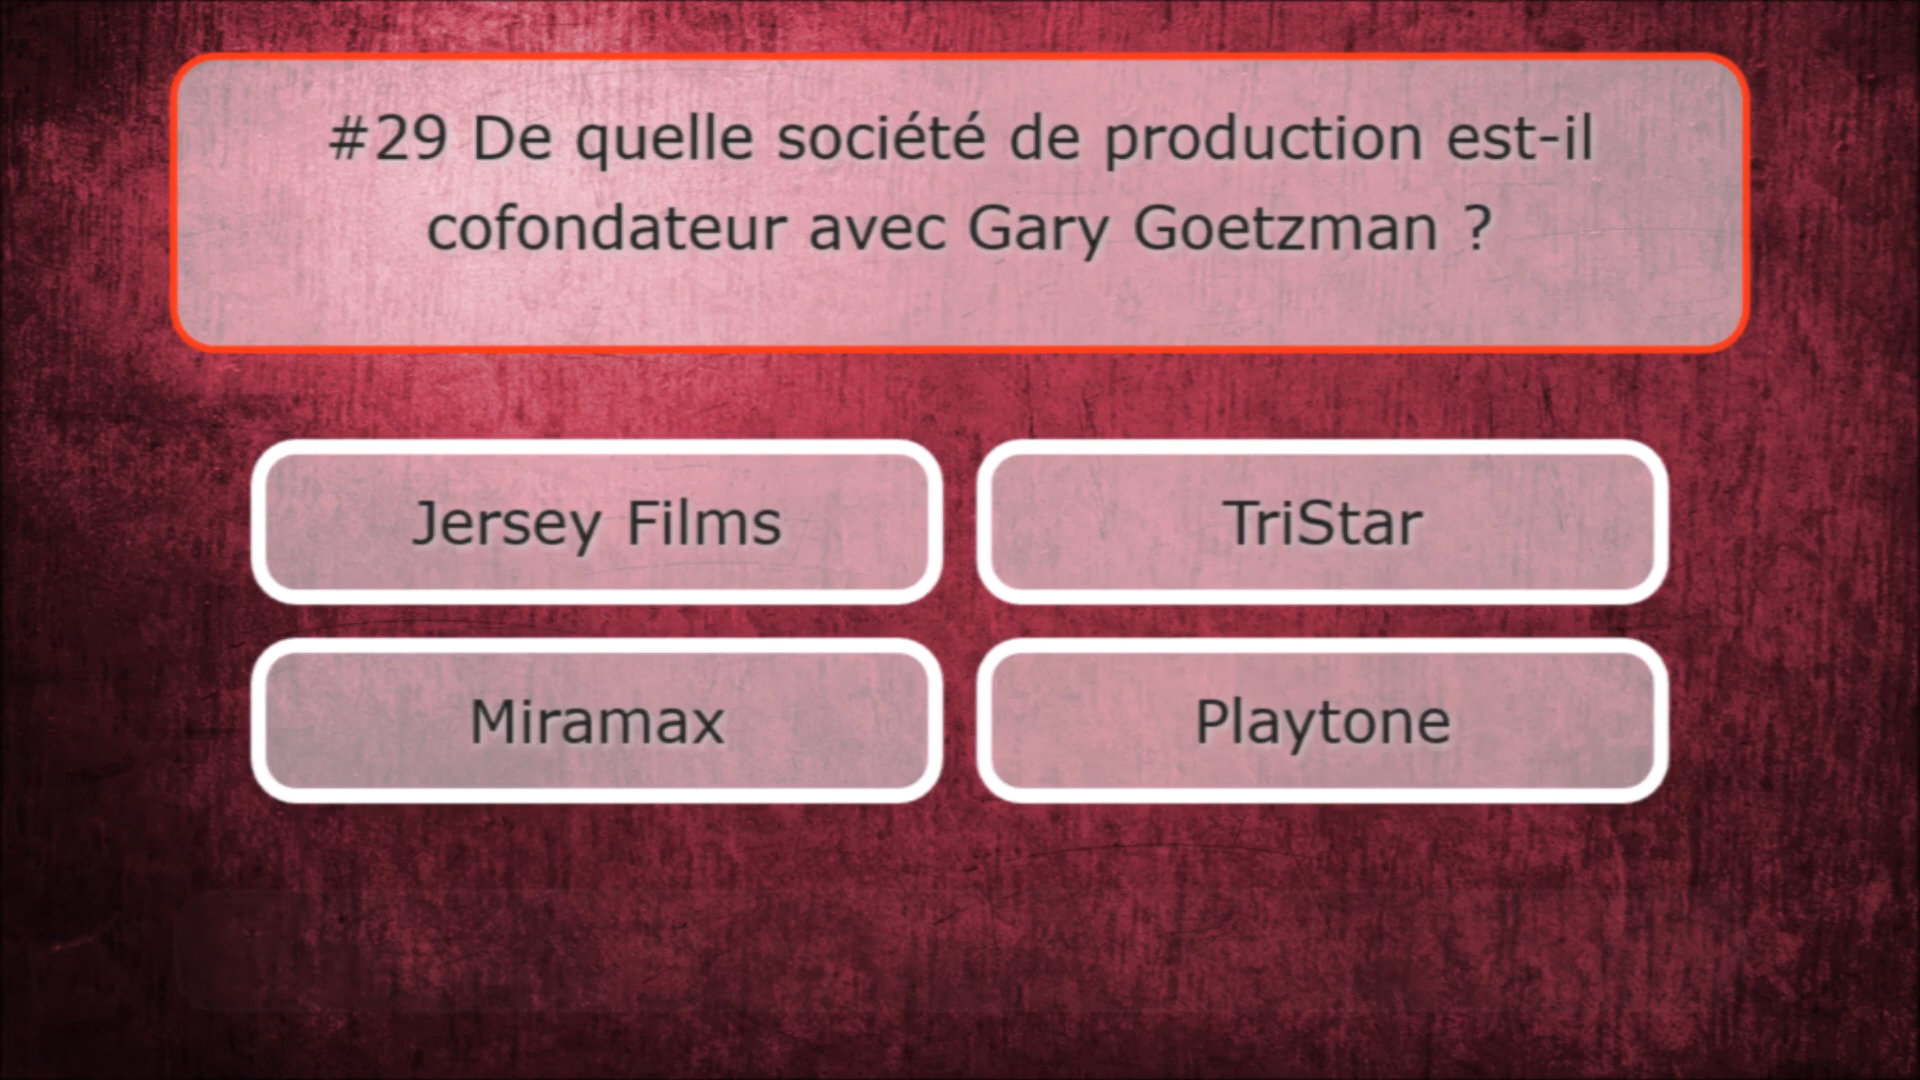 #29 De quelle société de production est-il
cofondateur avec Gary Goetzman ?
Jersey Films
TriStar
Miramax
Playtone